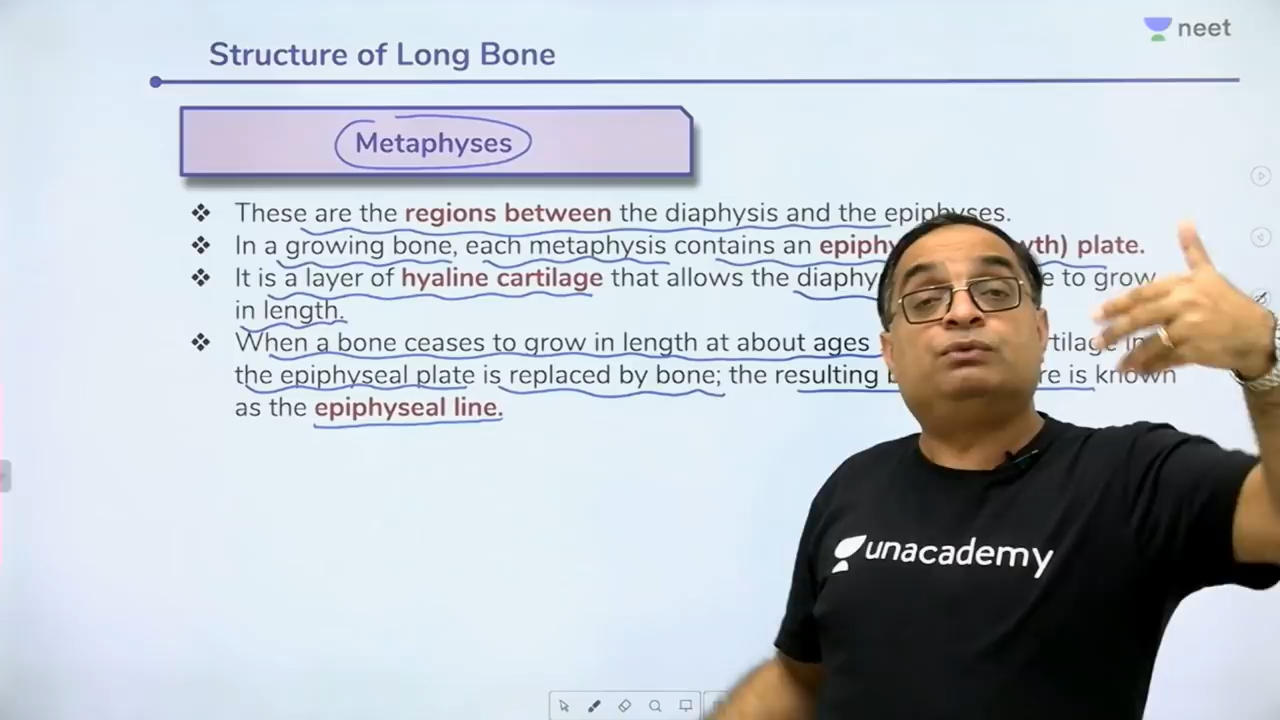 neet
Structure of Long Bone
Metaphyses
❖ These are the regions between the diaphysis and the epiphyses.
❖ In a growing bone, each metaphysis contains an plate.
❖ It is a layer of hyaline cartilage that allows the to grow
in length.
❖ When a bone ceases to grow in length at about ages
the epiphyseal plate is replaced by bone; the resulting is known
as the epiphyseal line.
unacademy